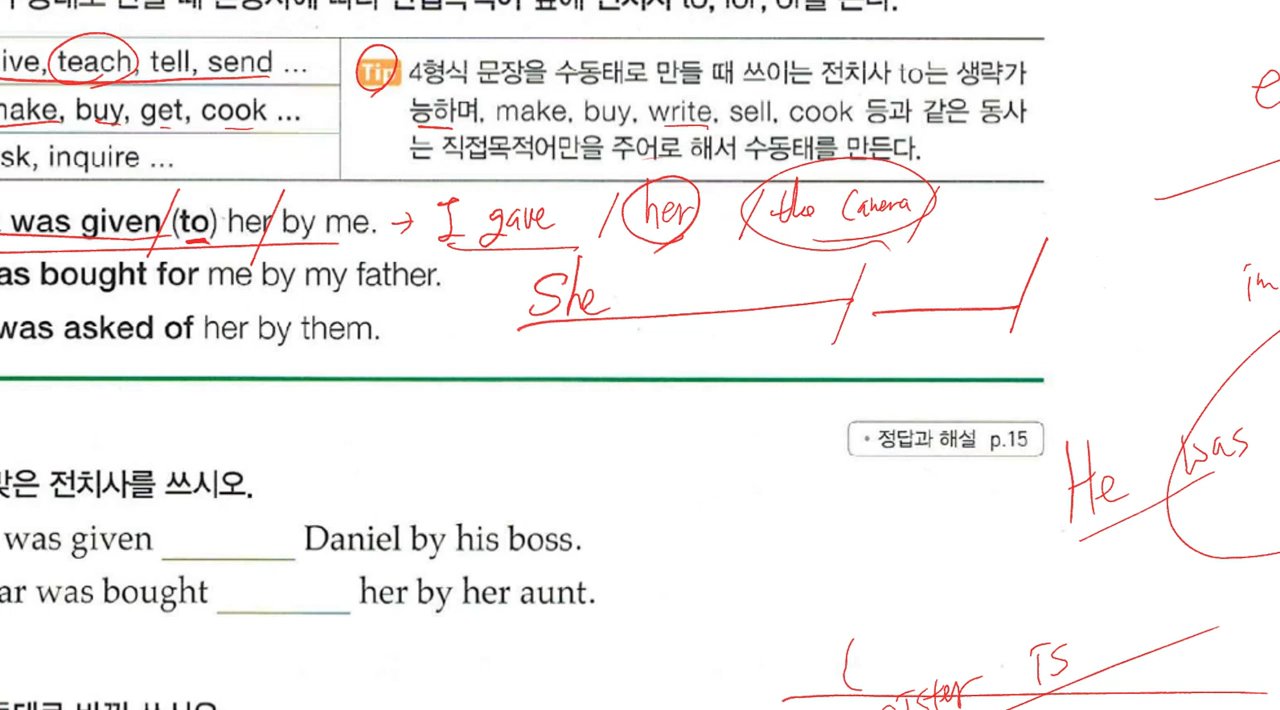 ive, teach, tell, send ...
make, buy, get, cook ...
sk, inquire ...
Tip 4형식 문장을 수동태로 만들 때 쓰이는 전치사 to는 생략가
능하며, make, buy, write, sell, cook 등과 같은 동사
는 직접목적어만을 주어로 해서 수동태를 만든다.
was given (to) her by me. → I gave / her / the camera /
as bought for me by my father.
She
was asked of her by them.
• 정답과 해설 p.15
맞은 전치사를 쓰시오.
He was
was given ______ Daniel by his boss.
ar was bought ______ her by her aunt.
is
sister